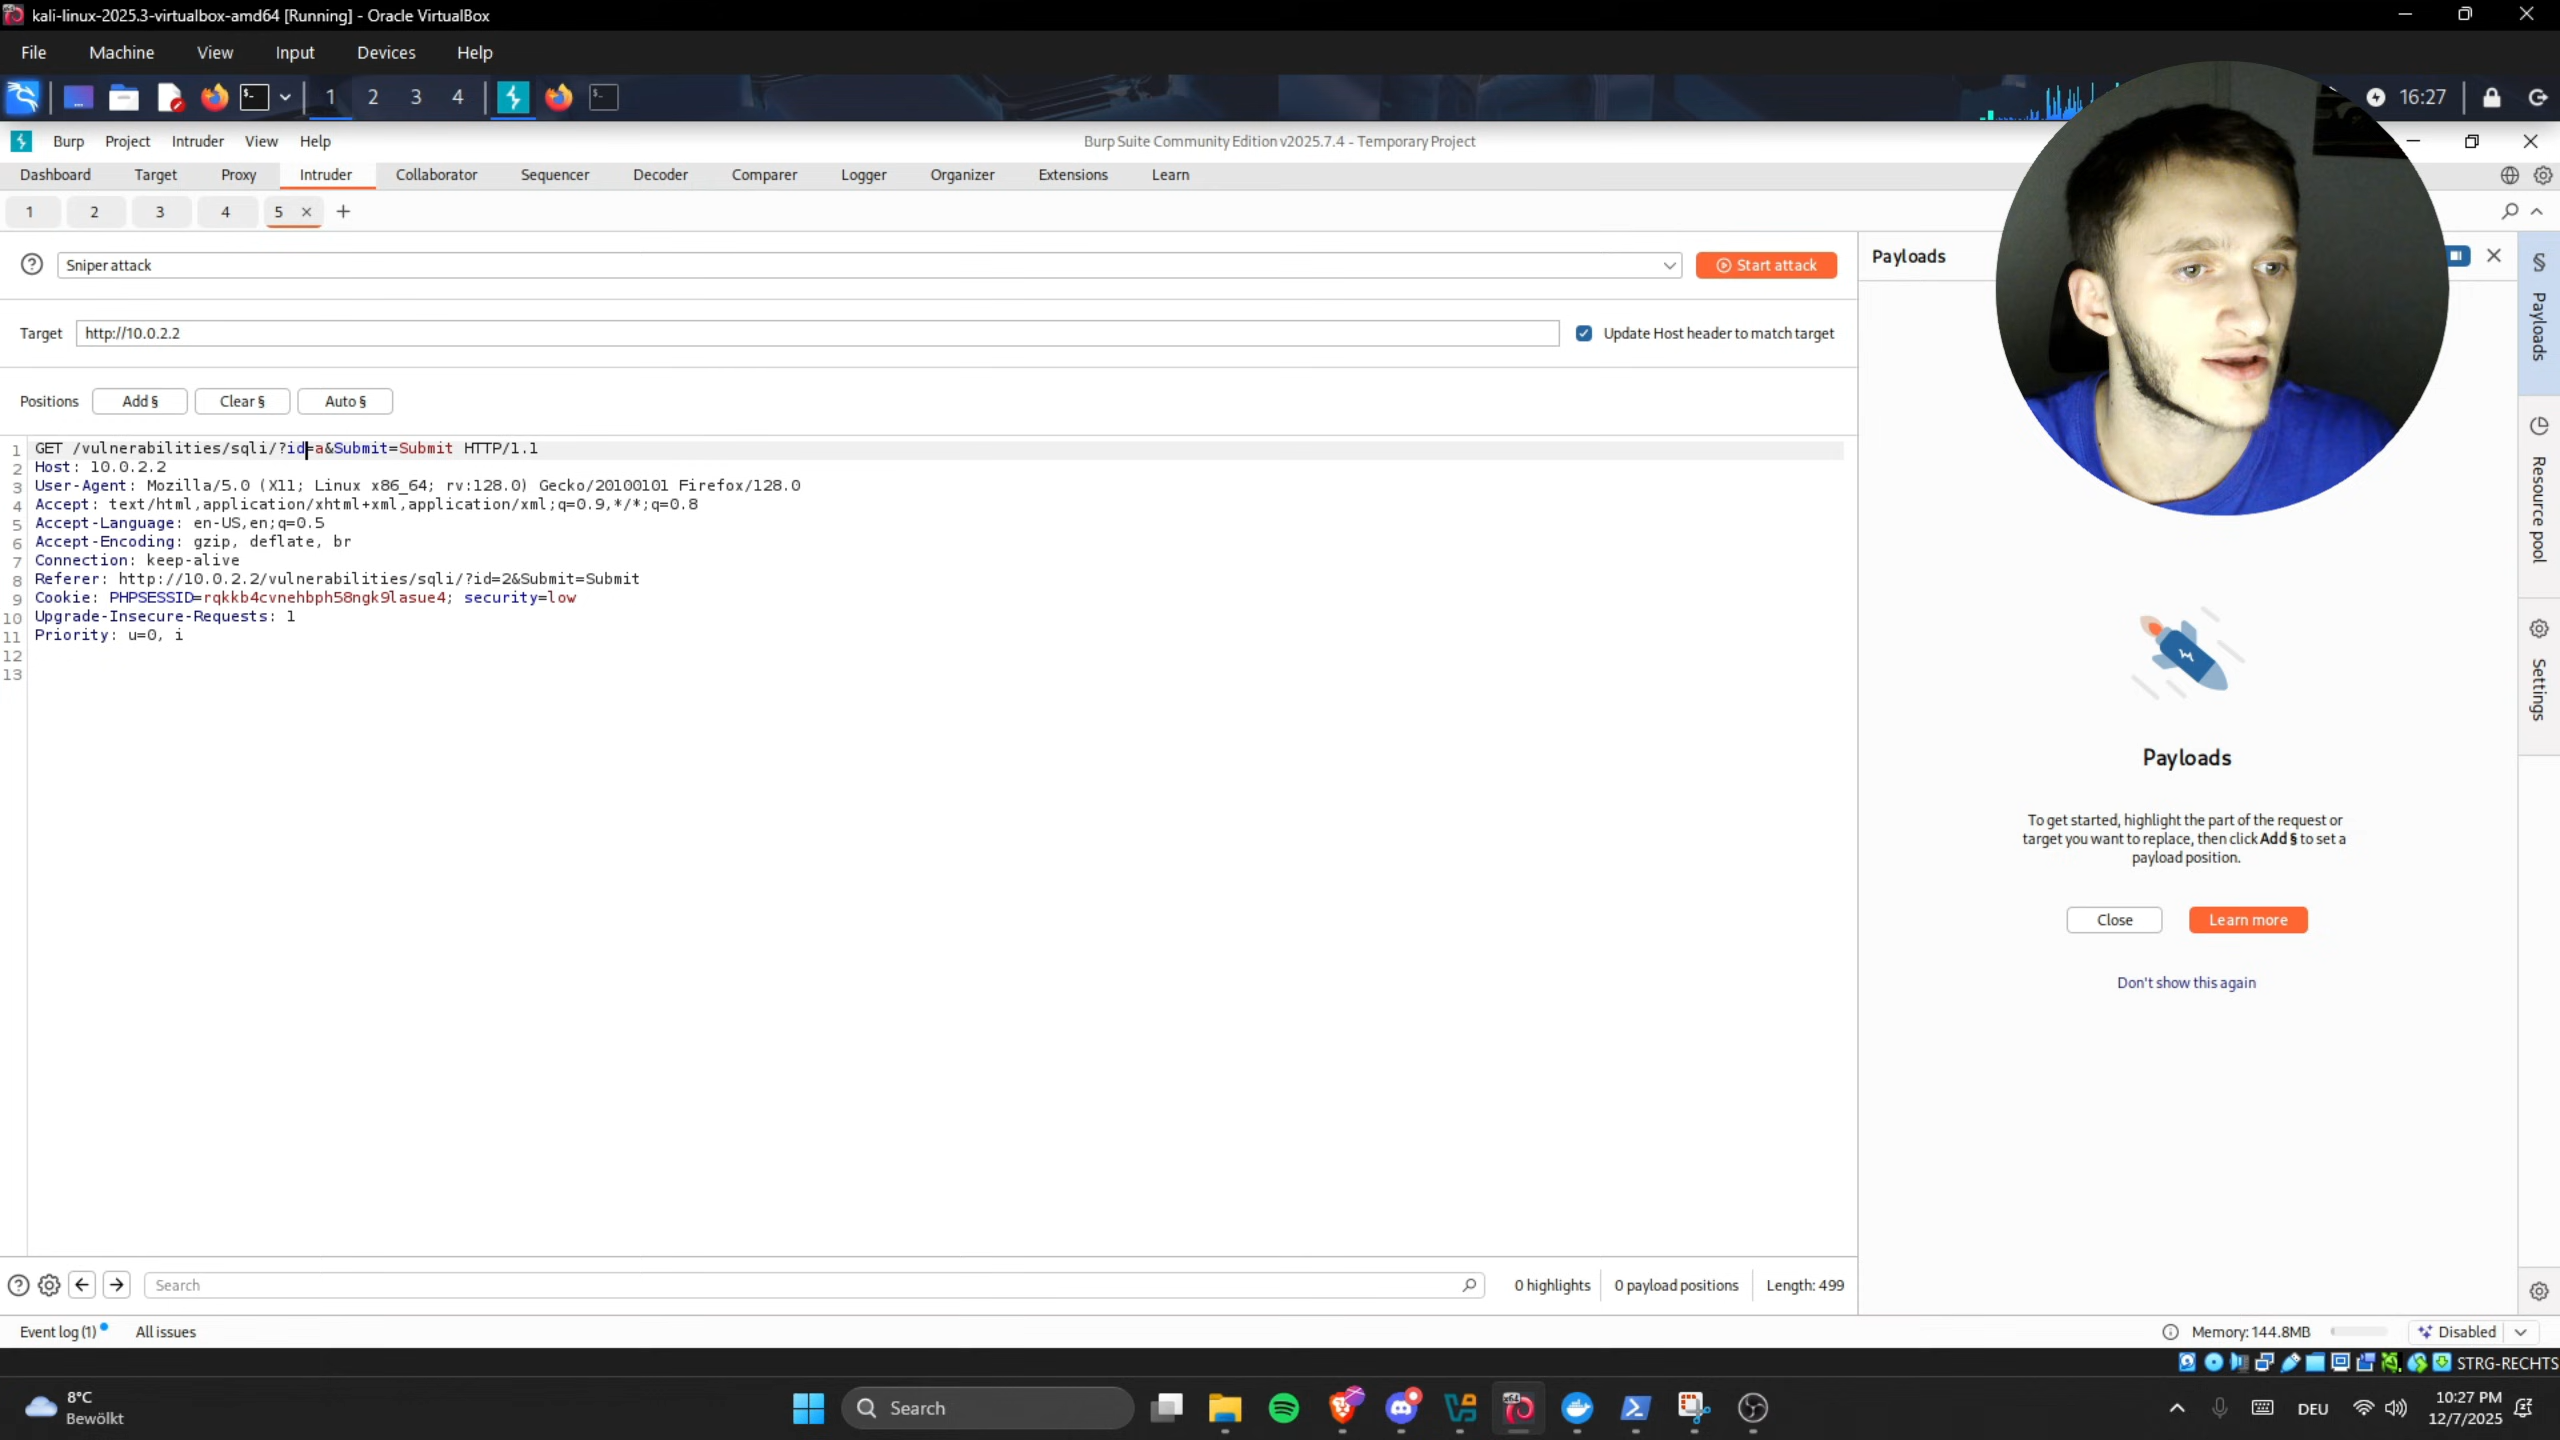 kali-linux-2025.3-virtualbox-amd64 [Running] - Oracle VirtualBox
File Machine View Input Devices Help
1 2 3 4 16:27
Burp Project Intruder View Help Burp Suite Community Edition v2025.7.4 - Temporary Project
Dashboard Target Proxy Intruder Collaborator Sequencer Decoder Comparer Logger Organizer Extensions Learn
1 2 3 4 5 × +
Sniper attack Start attack Payloads
Target http://10.0.2.2 Update Host header to match target
Positions Add § Clear § Auto §
1 GET /vulnerabilities/sqli/?id=a&Submit=Submit HTTP/1.1
2 Host: 10.0.2.2
3 User-Agent: Mozilla/5.0 (X11; Linux x86_64; rv:128.0) Gecko/20100101 Firefox/128.0
4 Accept: text/html,application/xhtml+xml,application/xml;q=0.9,*/*;q=0.8
5 Accept-Language: en-US,en;q=0.5
6 Accept-Encoding: gzip, deflate, br
7 Connection: keep-alive
8 Referer: http://10.0.2.2/vulnerabilities/sqli/?id=2&Submit=Submit
9 Cookie: PHPSESSID=rqkkb4cvnehbph58ngk9lasue4; security=low
10 Upgrade-Insecure-Requests: 1
11 Priority: u=0, i
12
13
Payloads
To get started, highlight the part of the request or
target you want to replace, then click Add § to set a
payload position.
Close Learn more
Don't show this again
§ Payloads
Resource pool
Settings
Search 0 highlights 0 payload positions Length: 499
Event log (1) All issues Memory: 144.8MB Disabled
STRG-RECHTS
8°C
Bewölkt
Search
DEU
10:27 PM
12/7/2025